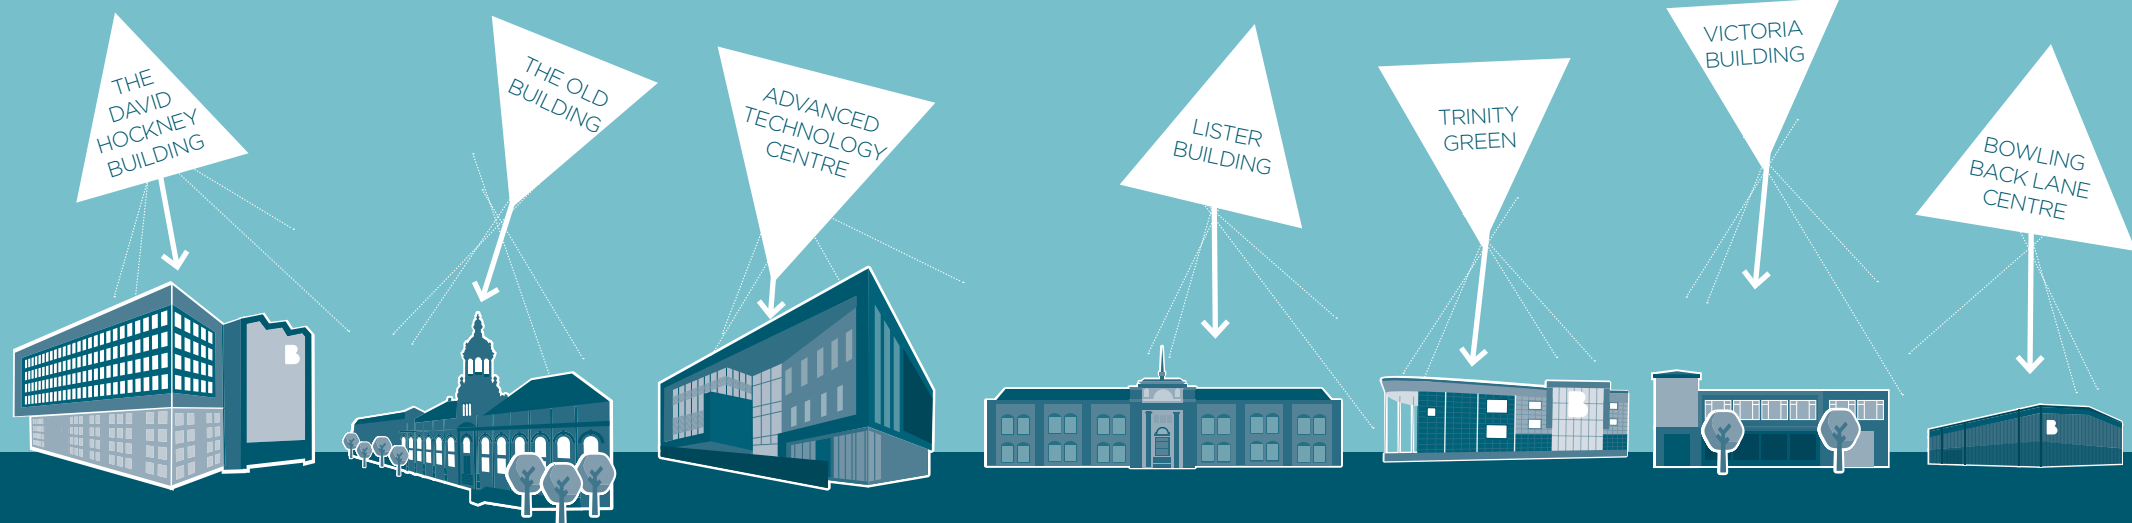 THE
DAVID
HOCKNEY
BUILDING
THE OLD
BUILDING
ADVANCED
TECHNOLOGY
CENTRE
LISTER
BUILDING
TRINITY
GREEN
VICTORIA
BUILDING
BOWLING
BACK LANE
CENTRE
B
B
B